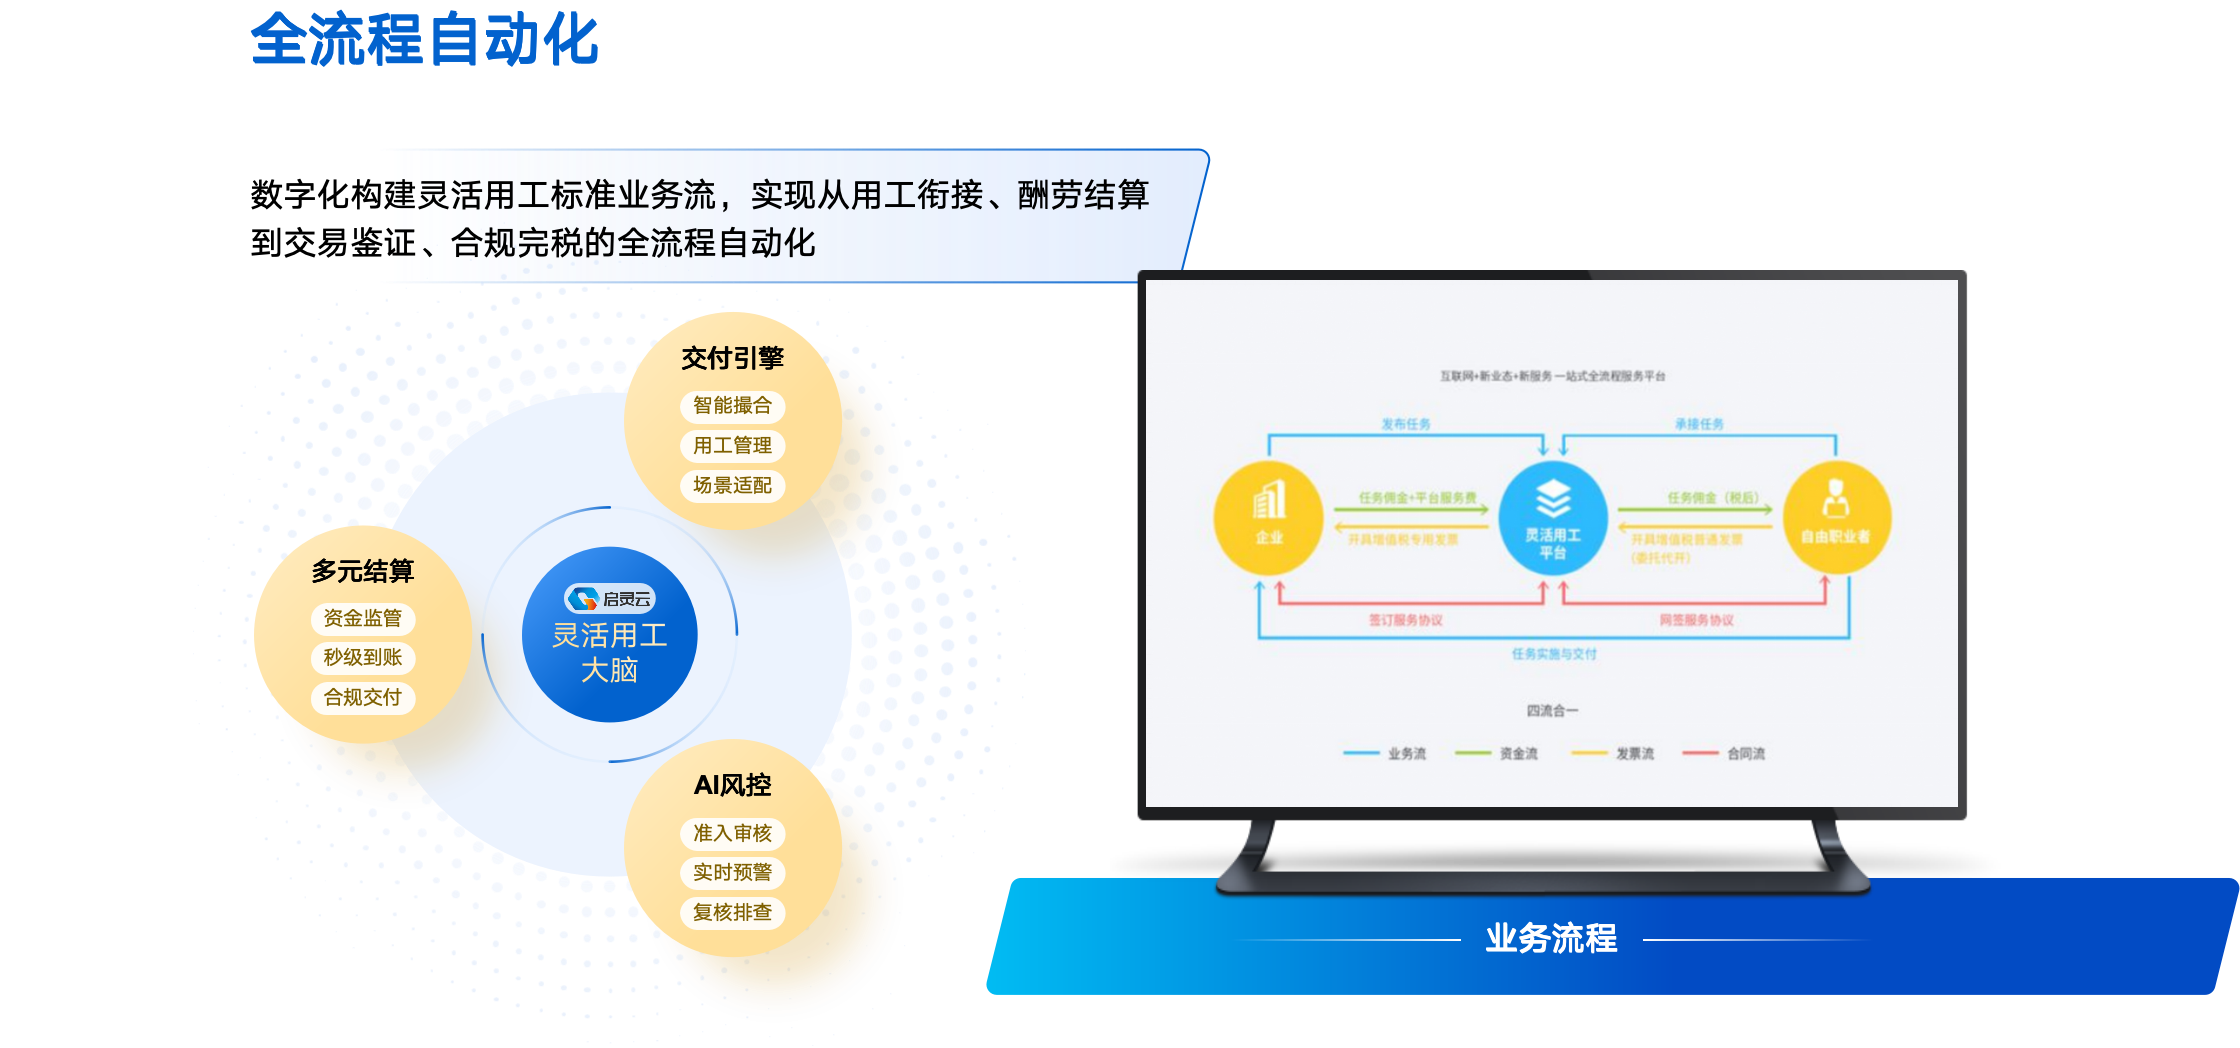 全流程自动化
数字化构建灵活用工标准业务流，实现从用工衔接、酬劳结算
到交易鉴证、合规完税的全流程自动化
交付引擎
智能撮合
用工管理
场景适配
多元结算
资金监管
秒级到账
合规交付
启灵云
灵活用工
大脑
AI风控
准入审核
实时预警
复核排查
互联网+新业态+新服务 一站式全流程服务平台
发布任务
承接任务
任务佣金+平台服务费
任务佣金（税后）
企业
灵活用工
平台
自由职业者
开具增值税专用发票
开具增值税普通发票
（委托代开）
签订服务协议
网签服务协议
任务实施与交付
四流合一
业务流
资金流
发票流
合同流
业务流程